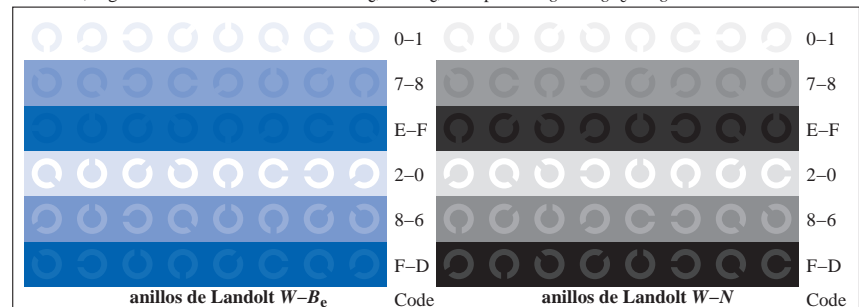 0–1 0–1
7–8 7–8
E–F E–F
2–0 2–0
8–6 8–6
F–D F–D
anillos de Landolt W–Be Code anillos de Landolt W–N Code